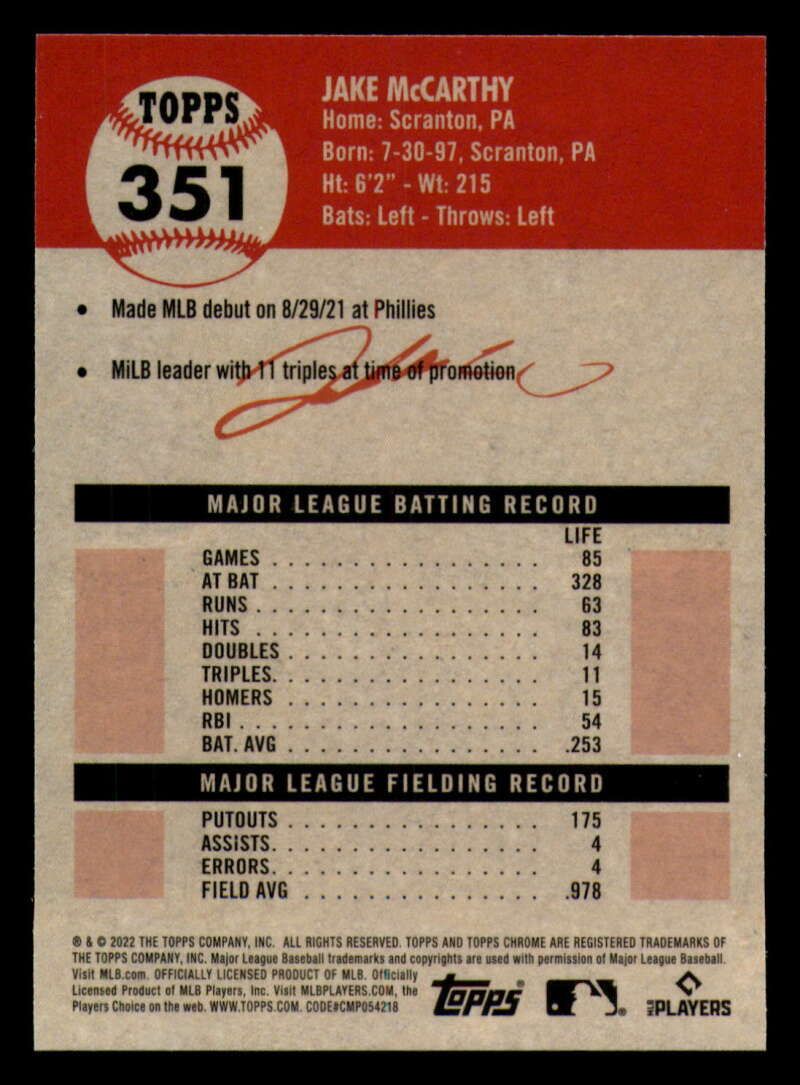 TOPPS
351
JAKE McCARTHY
Home: Scranton, PA
Born: 7-30-97, Scranton, PA
Ht: 6'2" - Wt: 215
Bats: Left - Throws: Left
• Made MLB debut on 8/29/21 at Phillies
• MiLB leader with 11 triples at time of promotion
MAJOR LEAGUE BATTING RECORD
LIFE
GAMES . . . . . . . . . . . . . . . . . 85
AT BAT . . . . . . . . . . . . . . . . . 328
RUNS . . . . . . . . . . . . . . . . . . 63
HITS . . . . . . . . . . . . . . . . . . 83
DOUBLES . . . . . . . . . . . . . . . . 14
TRIPLES. . . . . . . . . . . . . . . . . 11
HOMERS . . . . . . . . . . . . . . . . . 15
RBI . . . . . . . . . . . . . . . . . . . 54
BAT. AVG . . . . . . . . . . . . . . . . .253
MAJOR LEAGUE FIELDING RECORD
PUTOUTS . . . . . . . . . . . . . . . . 175
ASSISTS. . . . . . . . . . . . . . . . . 4
ERRORS. . . . . . . . . . . . . . . . . 4
FIELD AVG . . . . . . . . . . . . . . . .978
® & © 2022 THE TOPPS COMPANY, INC. ALL RIGHTS RESERVED. TOPPS AND TOPPS CHROME ARE REGISTERED TRADEMARKS OF
THE TOPPS COMPANY, INC. Major League Baseball trademarks and copyrights are used with permission of Major League Baseball.
Visit MLB.com. OFFICIALLY LICENSED PRODUCT OF MLB. Officially
Licensed Product of MLB Players, Inc. Visit MLBPLAYERS.COM, the
Players Choice on the web. WWW.TOPPS.COM. CODE#CMP054218
topps ® MLB PLAYERS